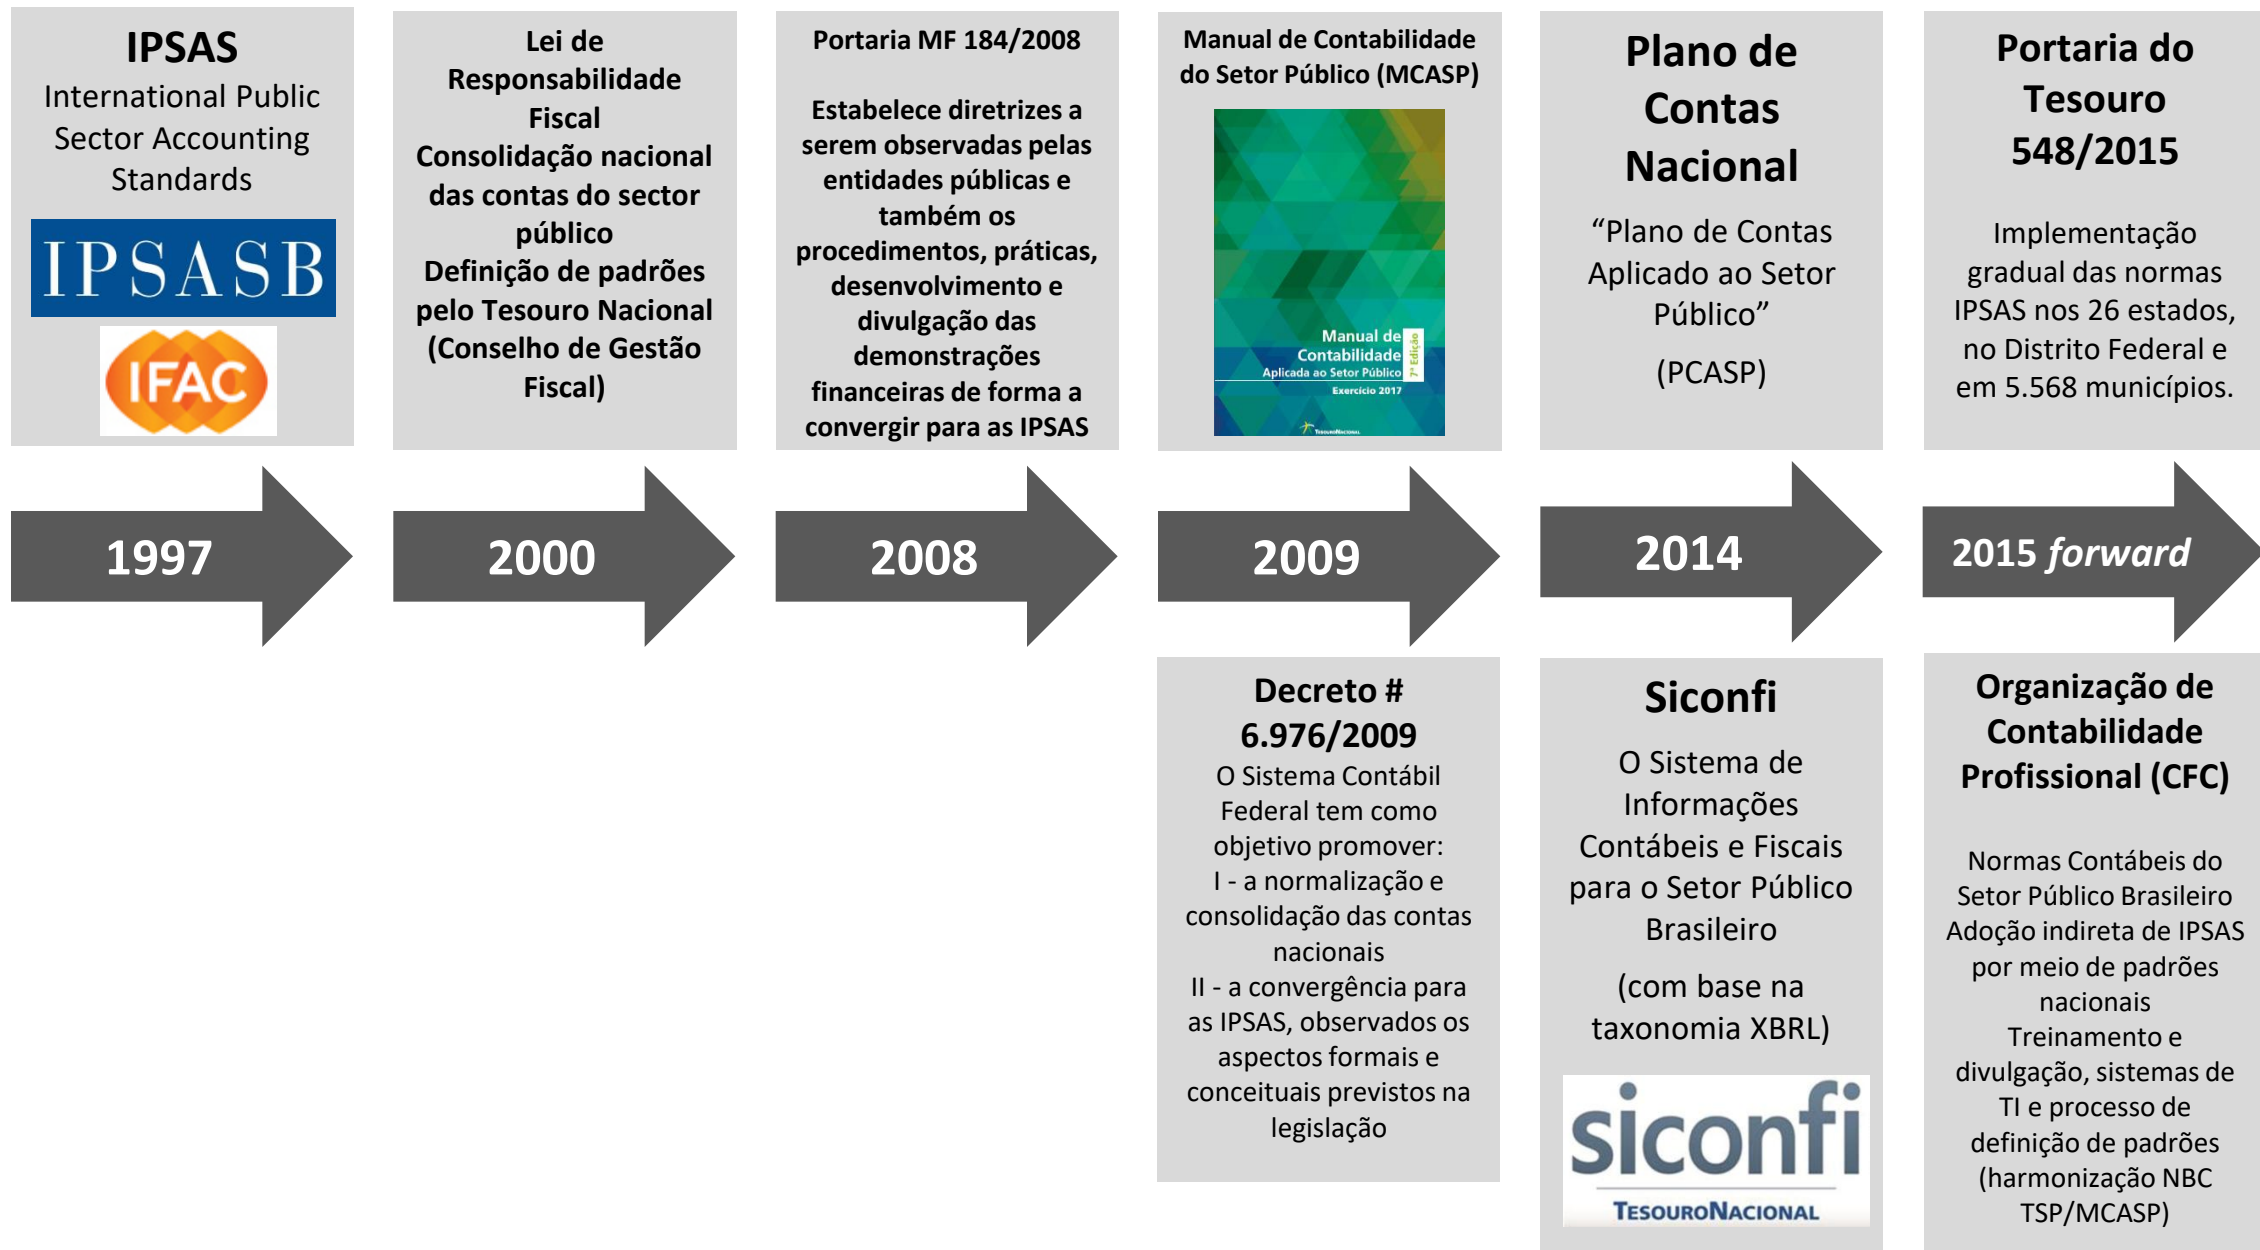 IPSAS
International Public
Sector Accounting
Standards
IPSASB
IFAC
1997
Lei de
Responsabilidade
Fiscal
Consolidação nacional
das contas do sector
público
Definição de padrões
pelo Tesouro Nacional
(Conselho de Gestão
Fiscal)
2000
Portaria MF 184/2008
Estabelece diretrizes a
serem observadas pelas
entidades públicas e
também os
procedimentos, práticas,
desenvolvimento e
divulgação das
demonstrações
financeiras de forma a
convergir para as IPSAS
2008
Manual de Contabilidade
do Setor Público (MCASP)
Manual de
Contabilidade
Aplicada ao Setor Público
7ª Edição
Exercício 2017
TesouroNacional
2009
Decreto #
6.976/2009
O Sistema Contábil
Federal tem como
objetivo promover:
I - a normalização e
consolidação das contas
nacionais
II - a convergência para
as IPSAS, observados os
aspectos formais e
conceituais previstos na
legislação
Plano de
Contas
Nacional
“Plano de Contas
Aplicado ao Setor
Público”
(PCASP)
2014
Siconfi
O Sistema de
Informações
Contábeis e Fiscais
para o Setor Público
Brasileiro
(com base na
taxonomia XBRL)
siconfi
TESOURONACIONAL
Portaria do
Tesouro
548/2015
Implementação
gradual das normas
IPSAS nos 26 estados,
no Distrito Federal e
em 5.568 municípios.
2015 forward
Organização de
Contabilidade
Profissional (CFC)
Normas Contábeis do
Setor Público Brasileiro
Adoção indireta de IPSAS
por meio de padrões
nacionais
Treinamento e
divulgação, sistemas de
TI e processo de
definição de padrões
(harmonização NBC
TSP/MCASP)